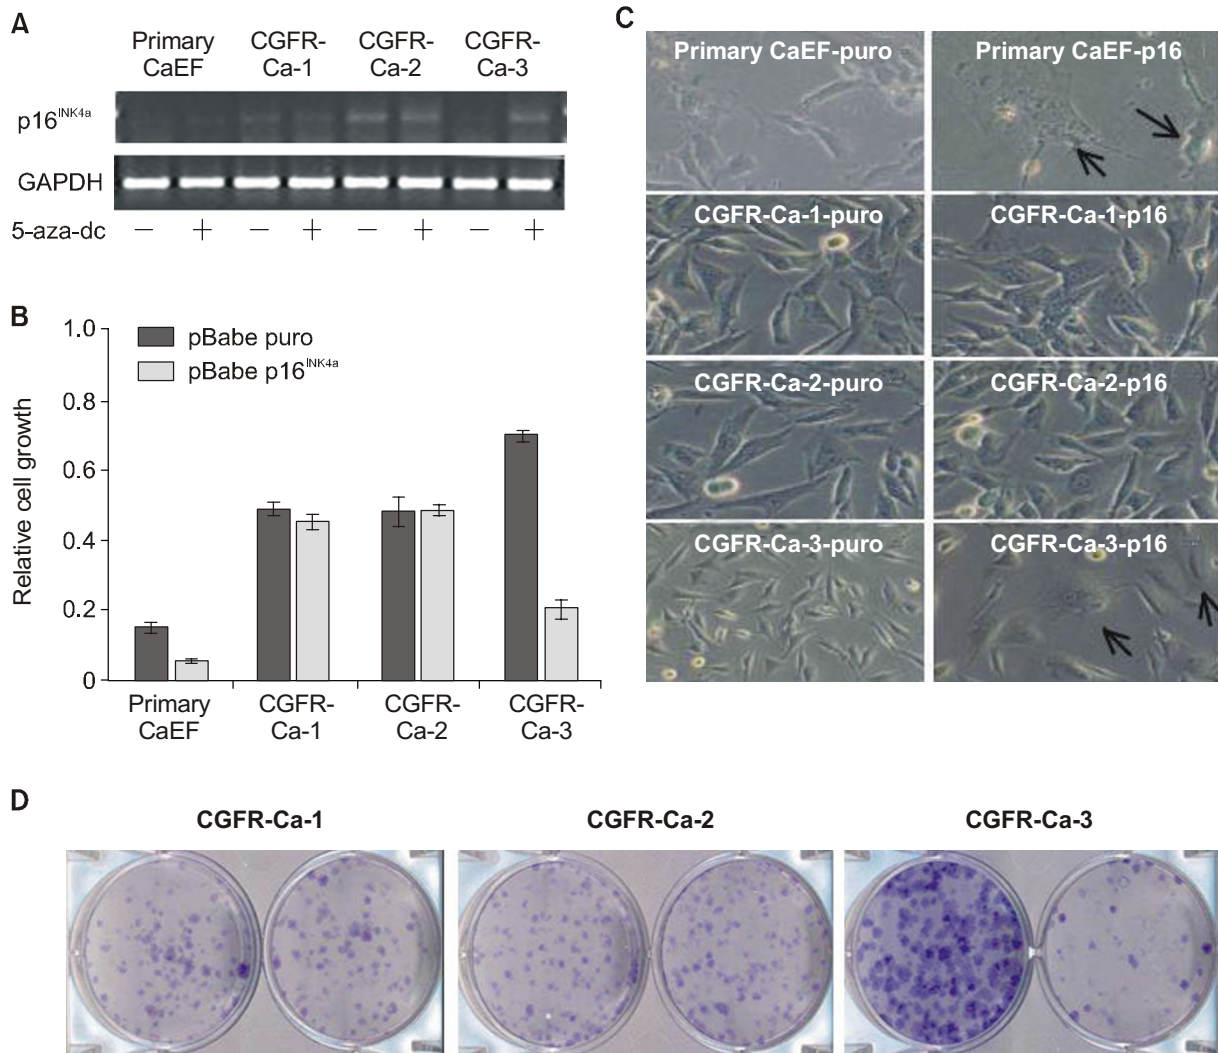 A
Primary CaEF
CGFR-Ca-1
CGFR-Ca-2
CGFR-Ca-3
p16INK4a
GAPDH
5-aza-dc − + − + − + − +
B
1.0
0.8
0.6
0.4
0.2
0
Relative cell growth
pBabe puro
pBabe p16INK4a
Primary CaEF
CGFR-Ca-1
CGFR-Ca-2
CGFR-Ca-3
C
Primary CaEF-puro
Primary CaEF-p16
CGFR-Ca-1-puro
CGFR-Ca-1-p16
CGFR-Ca-2-puro
CGFR-Ca-2-p16
CGFR-Ca-3-puro
CGFR-Ca-3-p16
D
CGFR-Ca-1
CGFR-Ca-2
CGFR-Ca-3